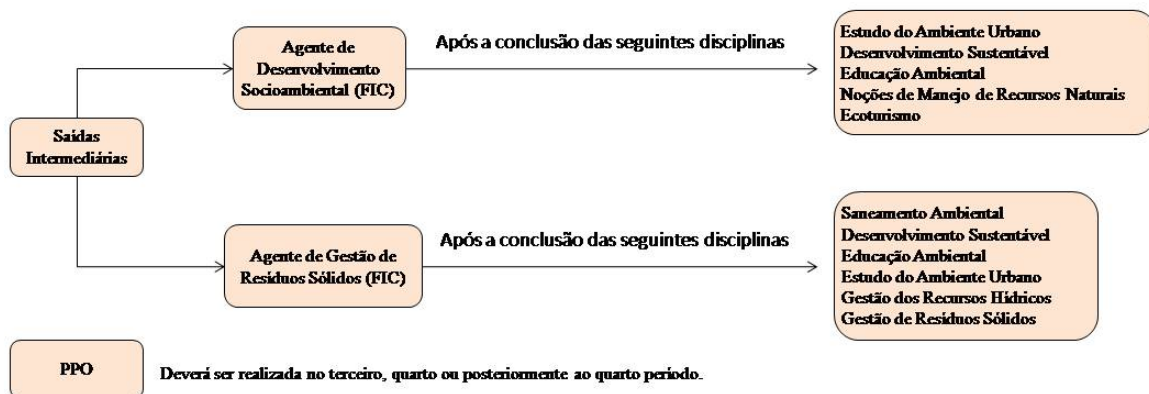 Agente de
Desenvolvimento
Socioambiental (FIC)
Após a conclusão das seguintes disciplinas
Estudo do Ambiente Urbano
Desenvolvimento Sustentável
Educação Ambiental
Noções de Manejo de Recursos Naturais
Ecoturismo
Saídas
Intermediárias
Agente de Gestão de
Resíduos Sólidos (FIC)
Após a conclusão das seguintes disciplinas
Saneamento Ambiental
Desenvolvimento Sustentável
Educação Ambiental
Estudo do Ambiente Urbano
Gestão dos Recursos Hídricos
Gestão de Resíduos Sólidos
PPO
Deverá ser realizada no terceiro, quarto ou posteriormente ao quarto período.